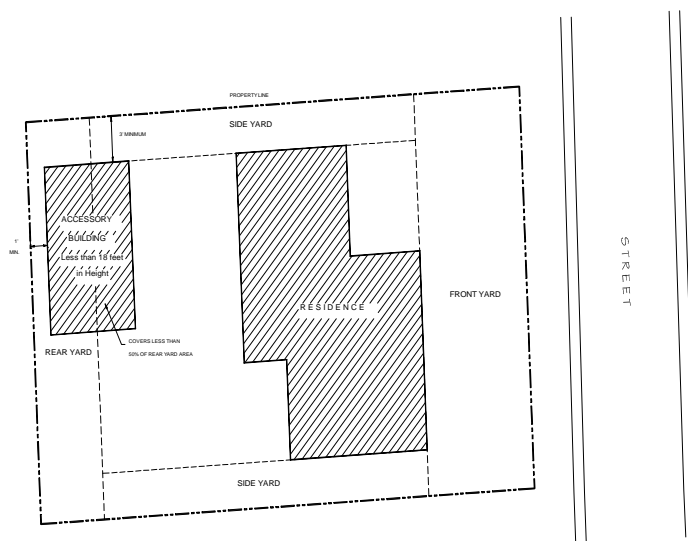 PROPERTY LINE
SIDE YARD
3' MINIMUM
ACCESSORY
BUILDING
Less than 18 feet
in Height
1'
MIN.
STREET
FRONT YARD
RESIDENCE
COVERS LESS THAN
50% OF REAR YARD AREA
REAR YARD
SIDE YARD